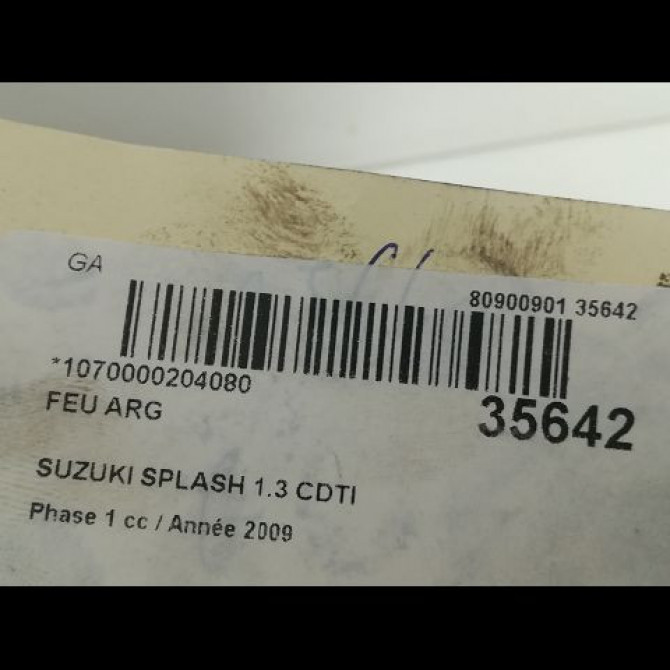 GA
80900901 35642
*1070000204080
35642
FEU ARG
SUZUKI SPLASH 1.3 CDTI
Phase 1 cc / Année 2009